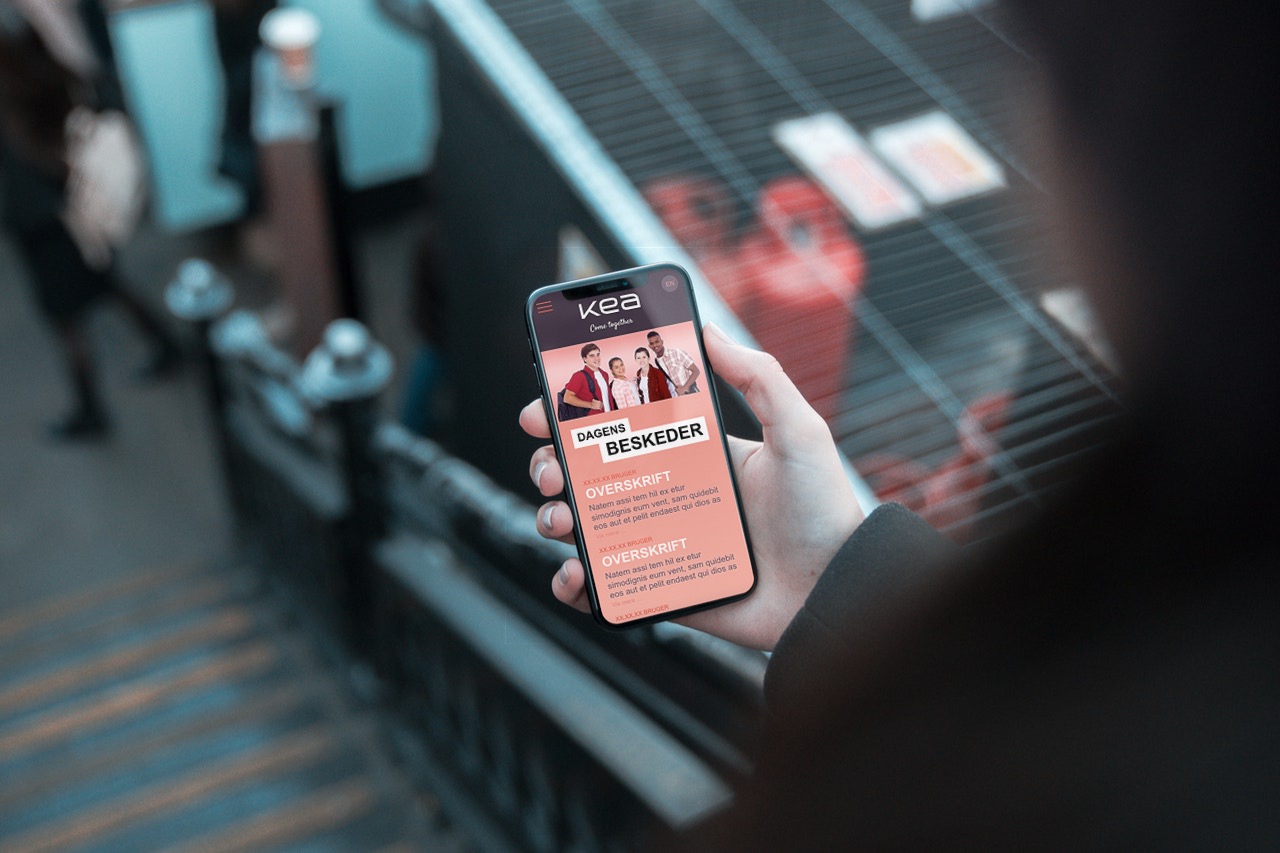 kea
EN
Come together
DAGENS
BESKEDER
XX.XX.XX BRUGER
OVERSKRIFT
Natem assi tem hil ex etur
simodignis eum vent, sam quidebit
eos aut et pelit endaest qui dios as
XX.XX.XX BRUGER
OVERSKRIFT
Natem assi tem hil ex etur
simodignis eum vent, sam quidebit
eos aut et pelit endaest qui dios as
XX.XX.XX BRUGER